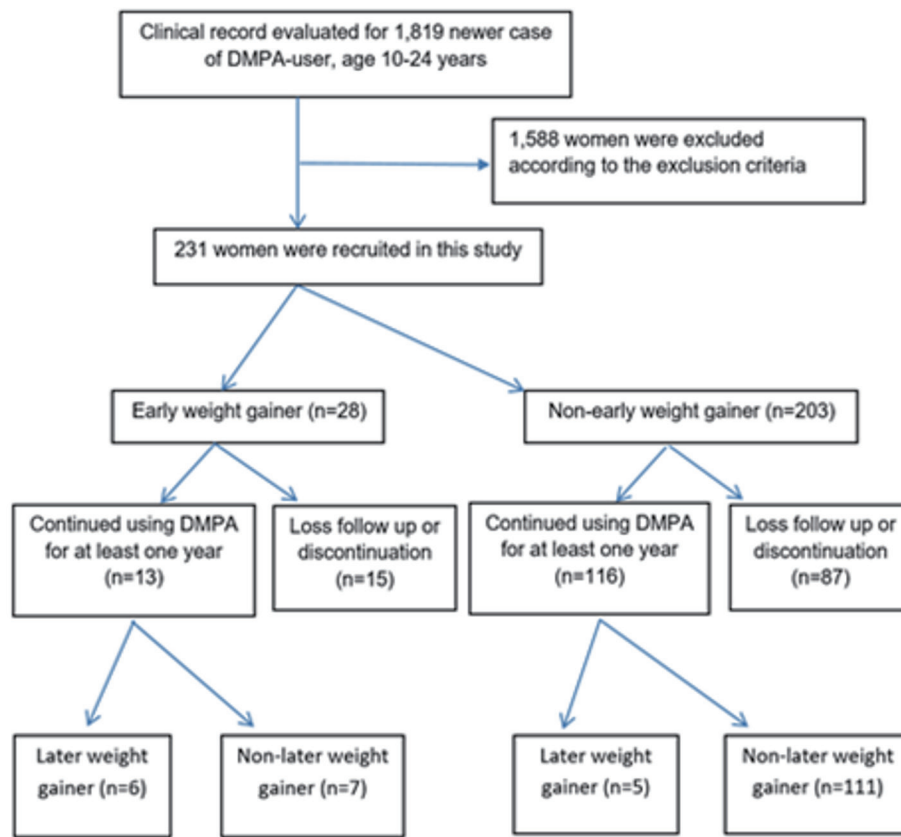 Clinical record evaluated for 1,819 newer case
of DMPA-user, age 10-24 years
1,588 women were excluded
according to the exclusion criteria
231 women were recruited in this study
Early weight gainer (n=28)
Non-early weight gainer (n=203)
Continued using DMPA
for at least one year
(n=13)
Loss follow up or
discontinuation
(n=15)
Continued using DMPA
for at least one year
(n=116)
Loss follow up or
discontinuation
(n=87)
Later weight
gainer (n=6)
Non-later weight
gainer (n=7)
Later weight
gainer (n=5)
Non-later weight
gainer (n=111)